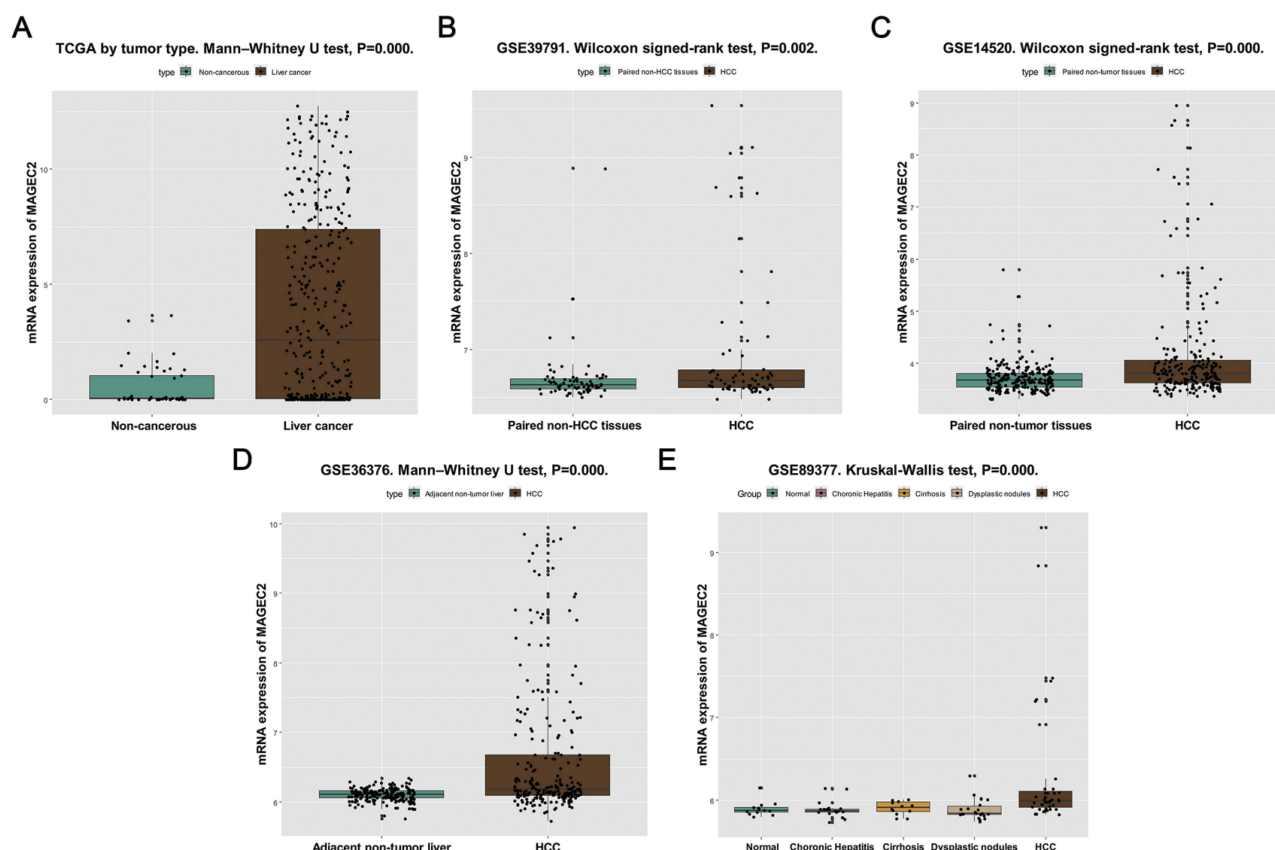 A
TCGA by tumor type. Mann–Whitney U test, P=0.000.
type Non-cancerous Liver cancer
mRNA expression of MAGEC2
10
5
0
Non-cancerous Liver cancer
B
GSE39791. Wilcoxon signed-rank test, P=0.002.
type Paired non-HCC tissues HCC
mRNA expression of MAGEC2
9
8
7
Paired non-HCC tissues HCC
C
GSE14520. Wilcoxon signed-rank test, P=0.000.
type Paired non-tumor tissues HCC
mRNA expression of MAGEC2
9
8
7
6
5
4
Paired non-tumor tissues HCC
D
GSE36376. Mann–Whitney U test, P=0.000.
type Adjacent non-tumor liver HCC
mRNA expression of MAGEC2
10
9
8
7
6
Adjacent non-tumor liver HCC
E
GSE89377. Kruskal-Wallis test, P=0.000.
Group Normal Choronic Hepatitis Cirrhosis Dysplastic nodules HCC
mRNA expression of MAGEC2
9
8
7
6
Normal Choronic Hepatitis Cirrhosis Dysplastic nodules HCC